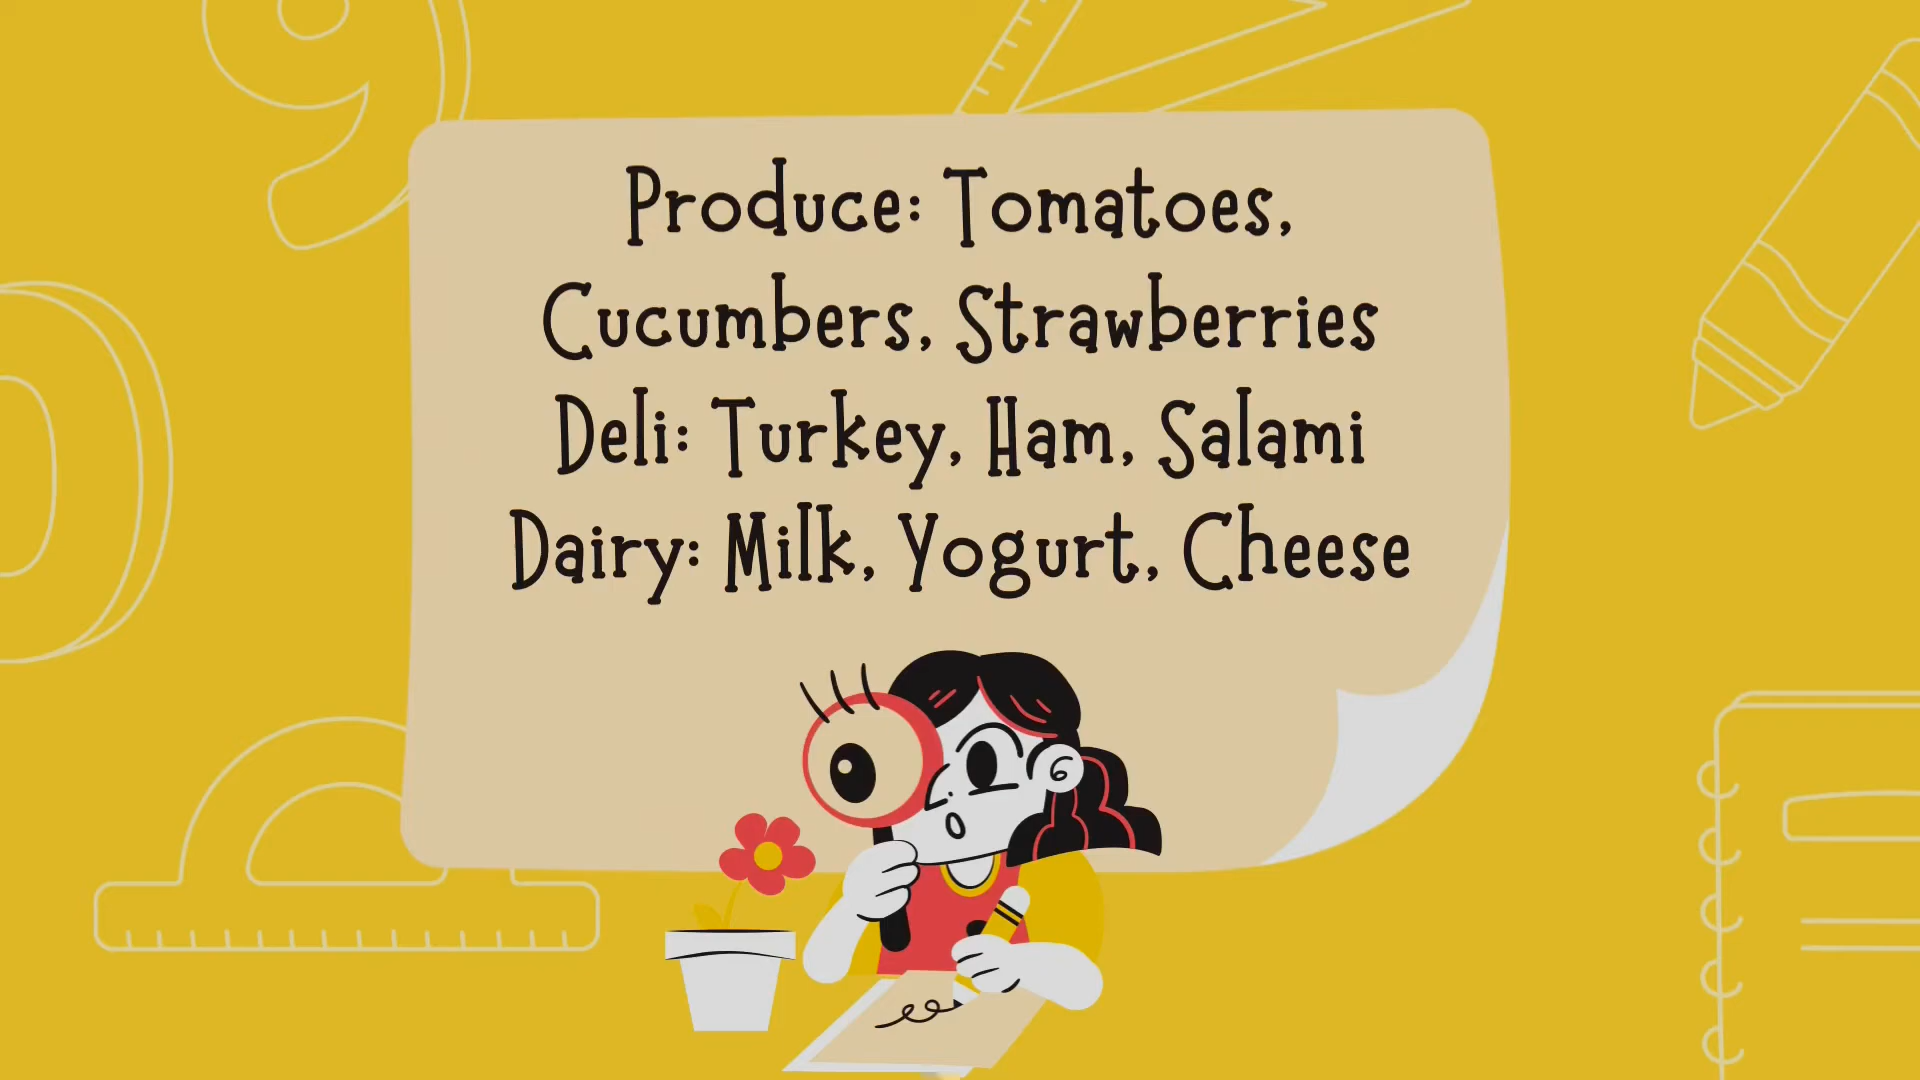 Produce: Tomatoes,
Cucumbers, Strawberries
Deli: Turkey, Ham, Salami
Dairy: Milk, Yogurt, Cheese